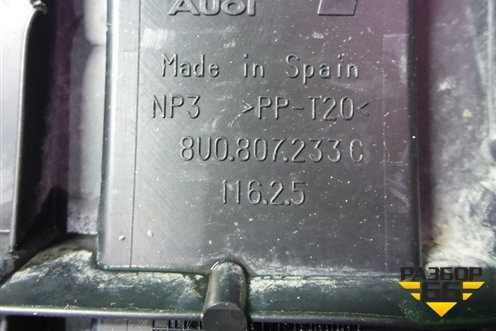 Audi
Made in Spain
NP3 >PP-T20<
8U0.807.233 C
116.2.5
РАЗБОР
66